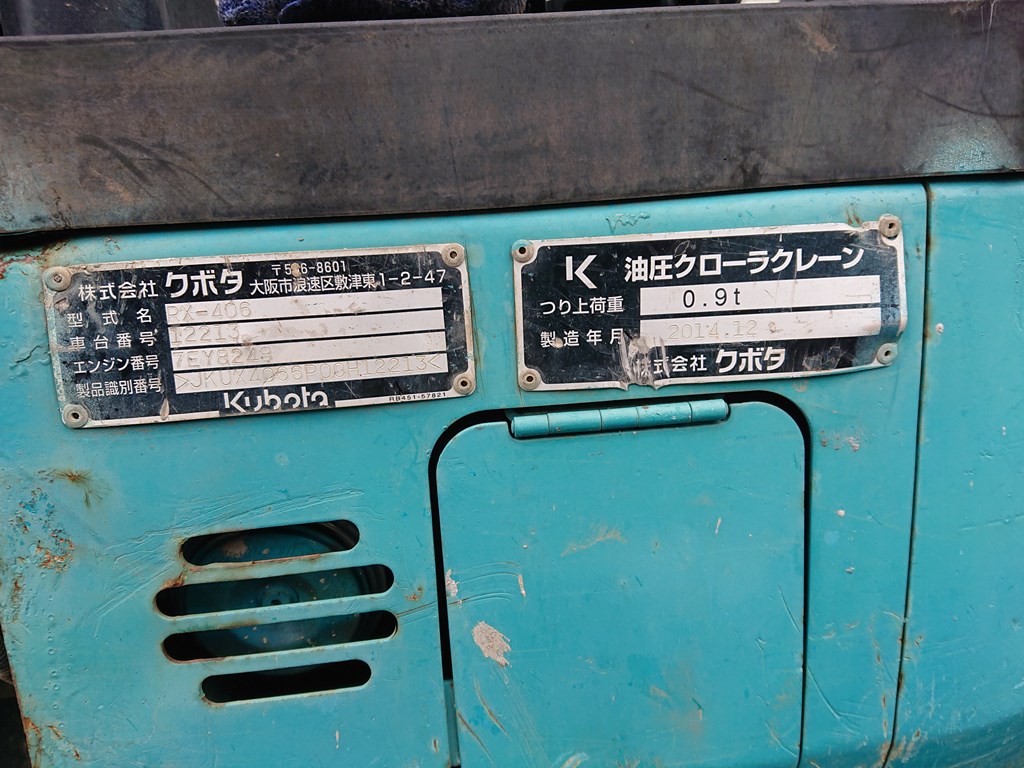 〒556-8601
株式会社 クボタ 大阪市浪速区敷津東1-2-47
型式名 RX-406
車台番号 12213
エンジン番号 7EY8249
製品識別番号
Kubota
RB451-57821
K 油圧クローラクレーン
つり上荷重 0.9t
製造年月 2014.12
株式会社 クボタ